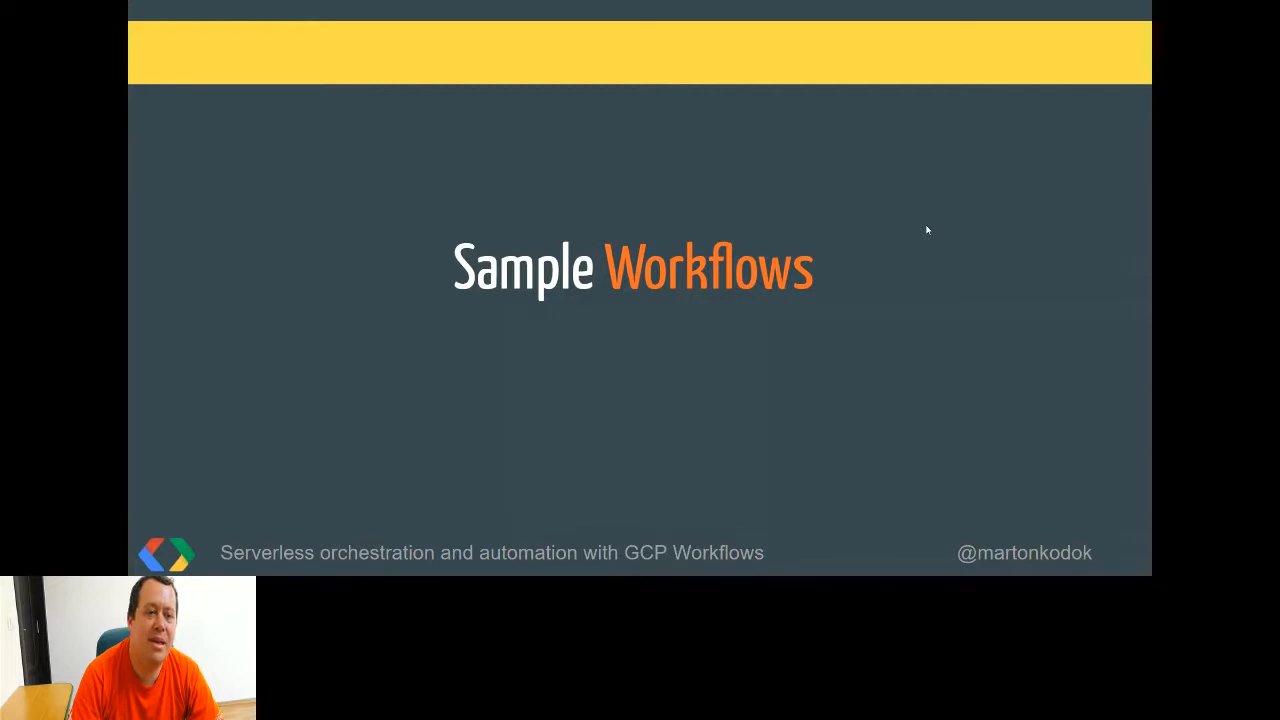 Sample Workflows
Serverless orchestration and automation with GCP Workflows
@martonkodok